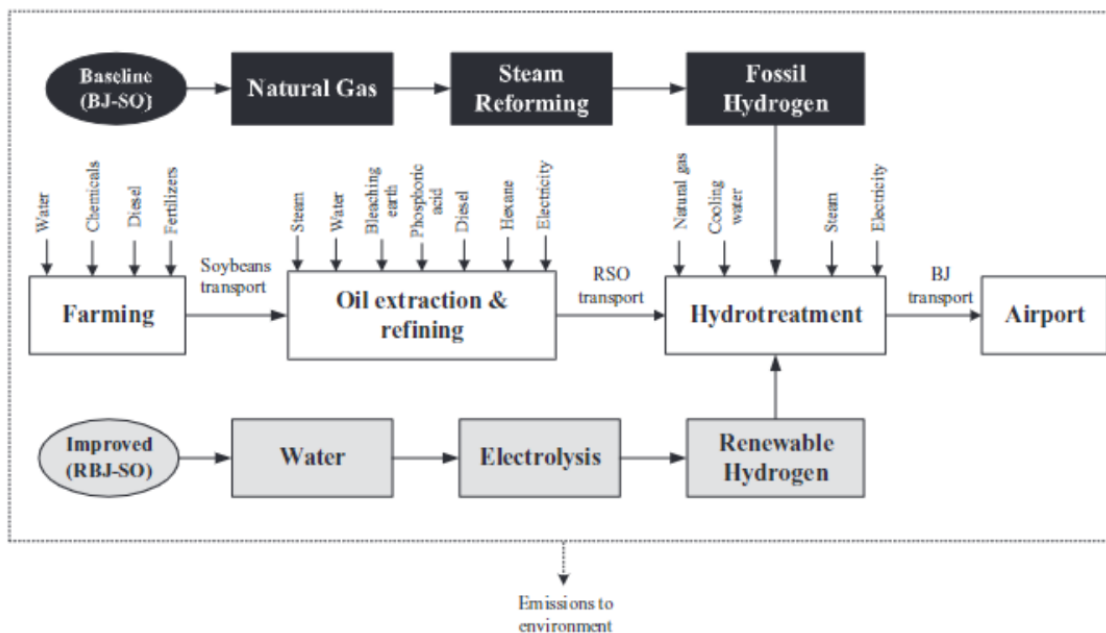 Baseline
(BJ-SO)
Natural Gas
Steam
Reforming
Fossil
Hydrogen
Water
Chemicals
Diesel
Fertilizers
Steam
Water
Bleaching
earth
Phosphoric
acid
Diesel
Hexane
Electricity
Natural gas
Cooling
water
Steam
Electricity
Farming
Soybeans
transport
Oil extraction &
refining
RSO
transport
Hydrotreatment
BJ
transport
Airport
Improved
(RBJ-SO)
Water
Electrolysis
Renewable
Hydrogen
Emissions to
environment